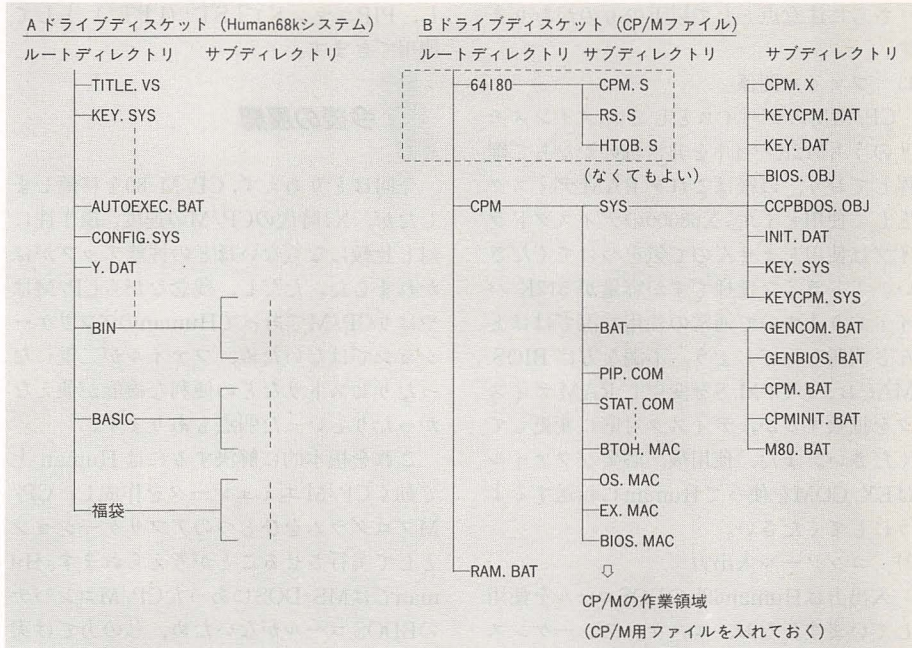 Aドライブディスケット（Human68kシステム）
ルートディレクトリ　サブディレクトリ
TITLE. VS
KEY. SYS
AUTOEXEC. BAT
CONFIG. SYS
Y. DAT
BIN
BASIC
福袋
Bドライブディスケット（CP/Mファイル）
ルートディレクトリ　サブディレクトリ　サブディレクトリ
64180　CPM. S　CPM. X
RS. S　KEYCPM. DAT
HTOB. S　KEY. DAT
（なくてもよい）　BIOS. OBJ
CPM　SYS　CCPBDOS. OBJ
INIT. DAT
KEY. SYS
KEYCPM. SYS
BAT　GENCOM. BAT
PIP. COM　GENBIOS. BAT
STAT. COM　CPM. BAT
CPMINIT. BAT
BTOH. MAC　M80. BAT
OS. MAC
EX. MAC
BIOS. MAC
RAM. BAT　⇩
CP/Mの作業領域
（CP/M用ファイルを入れておく）